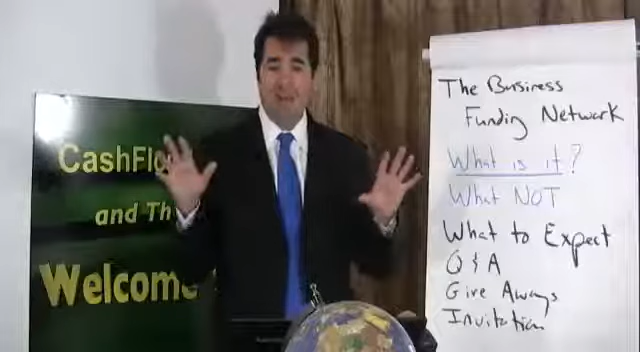 CashFlo
and Th
Welcome
The Business
Funding Network
What is it?
What NOT
What to Expect
Q & A
Give Aways
Invitation